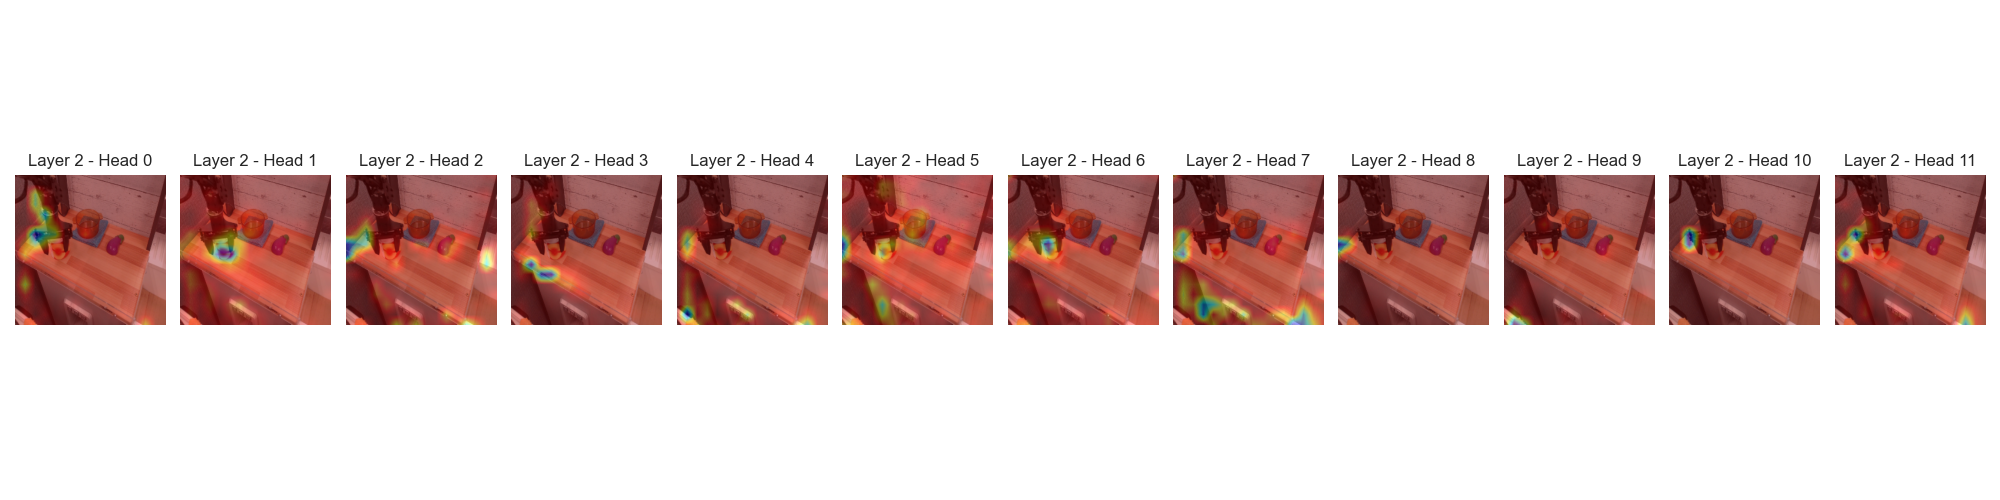 Layer 2 - Head 0
Layer 2 - Head 1
Layer 2 - Head 2
Layer 2 - Head 3
Layer 2 - Head 4
Layer 2 - Head 5
Layer 2 - Head 6
Layer 2 - Head 7
Layer 2 - Head 8
Layer 2 - Head 9
Layer 2 - Head 10
Layer 2 - Head 11